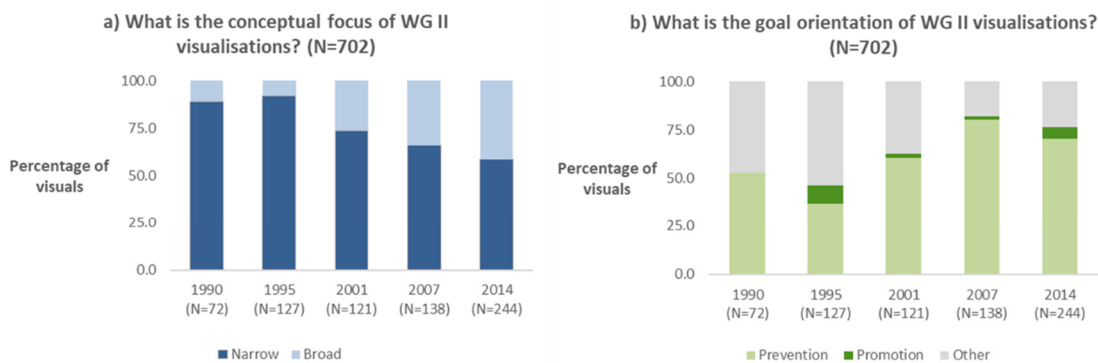 a) What is the conceptual focus of WG II
visualisations? (N=702)
100.0
75.0
Percentage of
visuals
50.0
25.0
0.0
1990 1995 2001 2007 2014
(N=72) (N=127) (N=121) (N=138) (N=244)
Narrow Broad
b) What is the goal orientation of WG II visualisations?
(N=702)
100.0
75.0
Percentage of
visuals
50.0
25.0
0.0
1990 1995 2001 2007 2014
(N=72) (N=127) (N=121) (N=138) (N=244)
Prevention Promotion Other